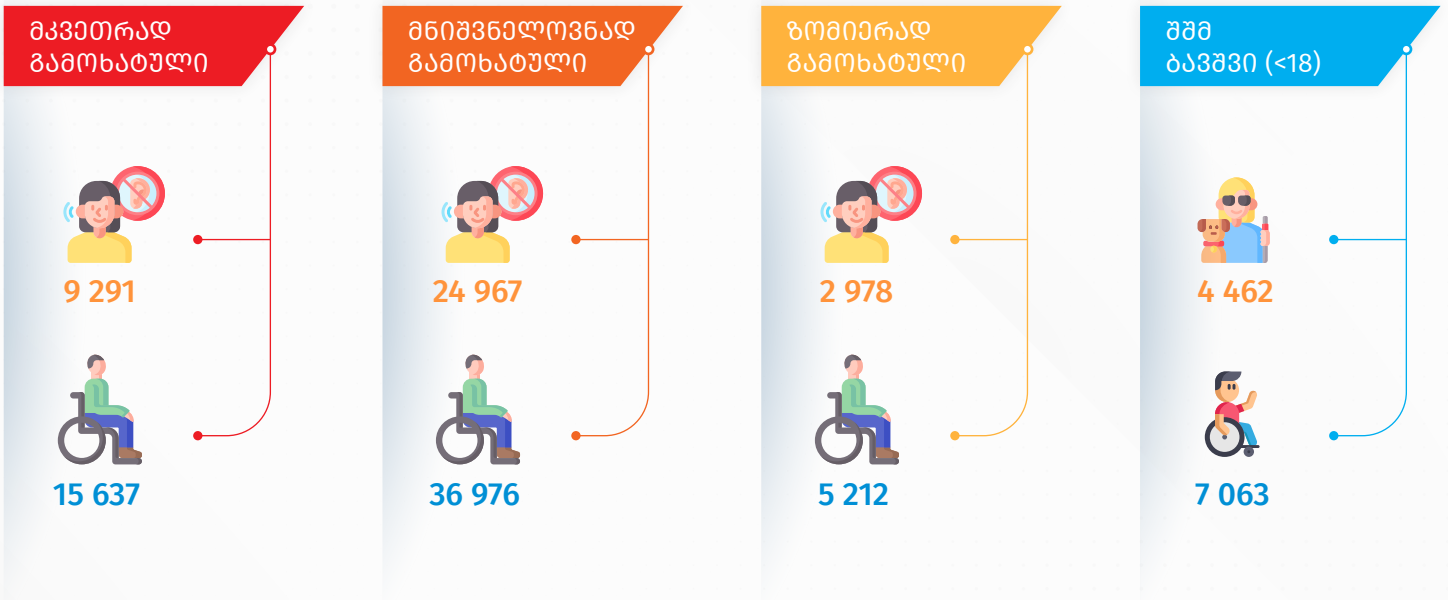 მკვეთრად
გამოხატული
9 291
15 637
მნიშვნელოვნად
გამოხატული
24 967
36 976
ზომიერად
გამოხატული
2 978
5 212
შშმ
ბავშვი (<18)
4 462
7 063